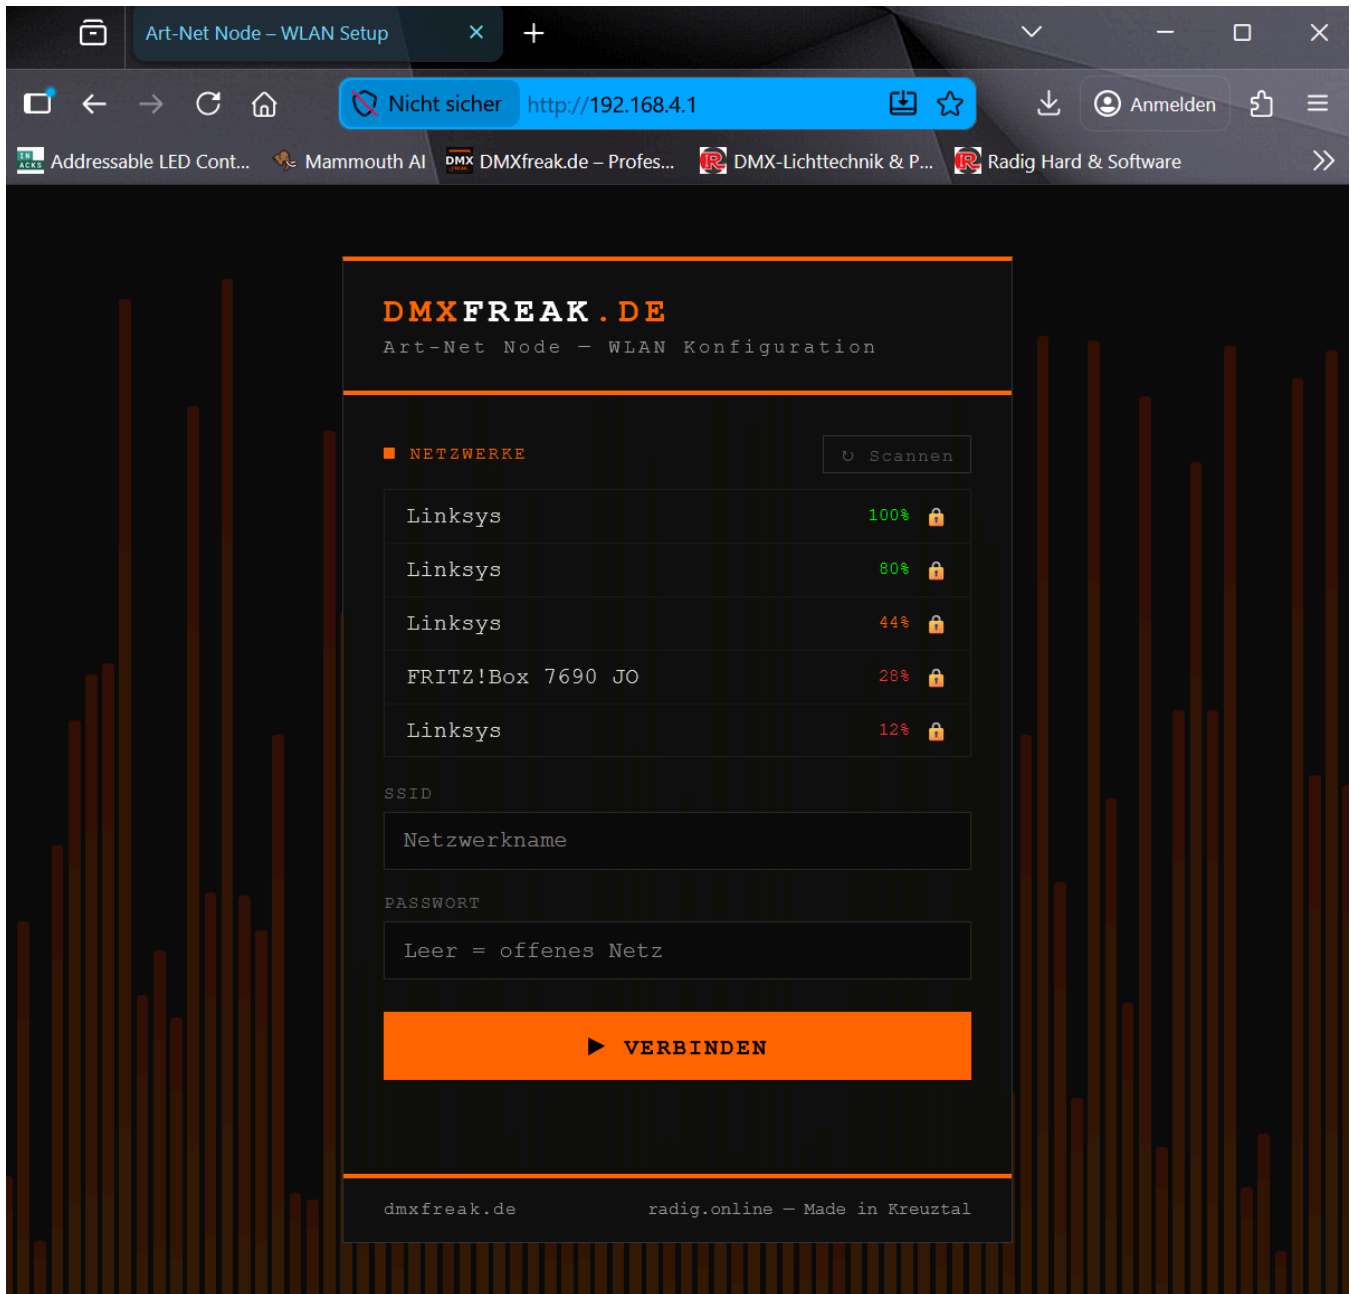 Art-Net Node – WLAN Setup
Nicht sicher http://192.168.4.1
Anmelden
Addressable LED Cont...
Mammouth AI
DMXfreak.de – Profes...
DMX-Lichttechnik & P...
Radig Hard & Software
DMXFREAK.DE
Art-Net Node — WLAN Konfiguration
NETZWERKE
↻ Scannen
Linksys 100%
Linksys 80%
Linksys 44%
FRITZ!Box 7690 JO 28%
Linksys 12%
SSID
Netzwerkname
PASSWORT
Leer = offenes Netz
▶ VERBINDEN
dmxfreak.de
radig.online — Made in Kreuztal